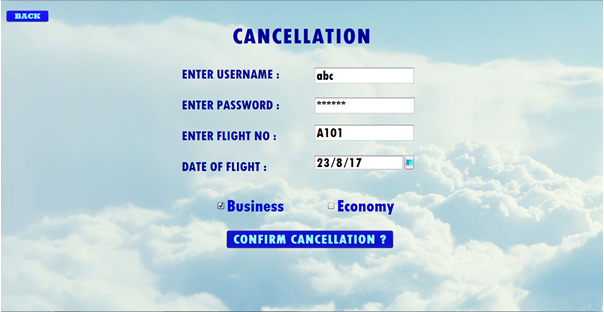 BACK
CANCELLATION
ENTER USERNAME : abc
ENTER PASSWORD : ******
ENTER FLIGHT NO : A101
DATE OF FLIGHT : 23/8/17
Business Economy
CONFIRM CANCELLATION ?